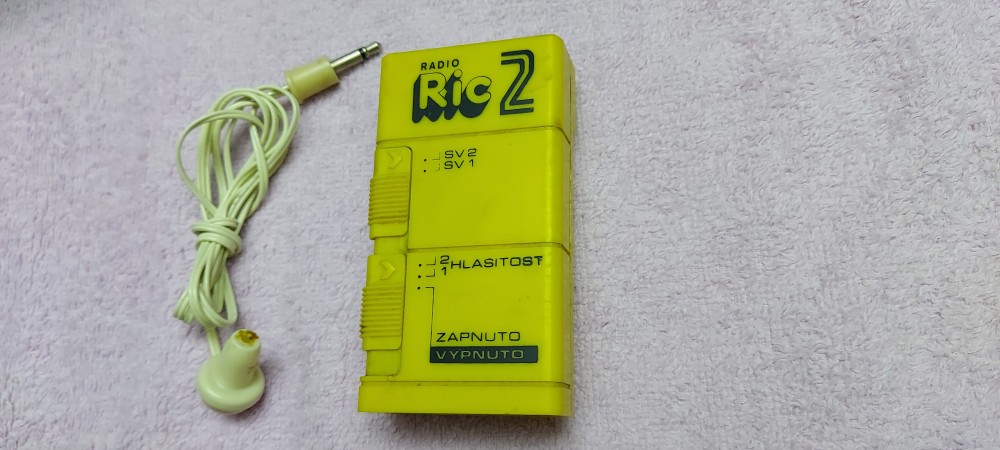 RADIO
Ric 2
SV 2
SV 1
2 HLASITOST
1
ZAPNUTO
VYPNUTO